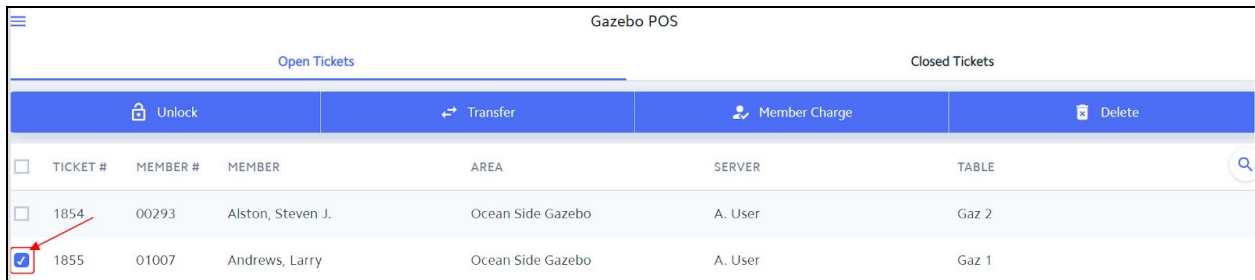 Gazebo POS
Open Tickets Closed Tickets
Unlock Transfer Member Charge Delete
TICKET # MEMBER # MEMBER AREA SERVER TABLE
1854 00293 Alston, Steven J. Ocean Side Gazebo A. User Gaz 2
1855 01007 Andrews, Larry Ocean Side Gazebo A. User Gaz 1